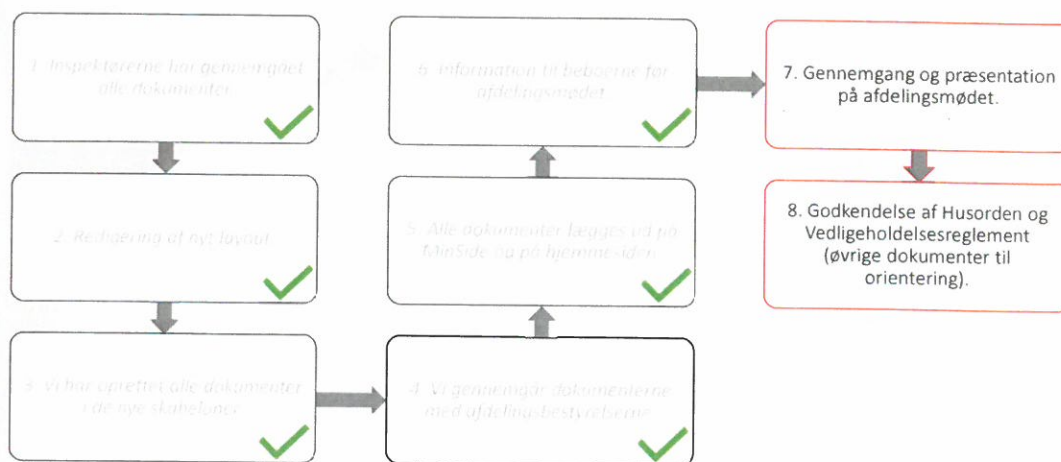 1. Inspektørerne har gennemgået
alle dokumenter
2. Redigering af nyt layout
3. Vi har oprettet alle dokumenter
i de nye skabeloner
4. Vi gennemgår dokumenterne
med afdelingsbestyrelserne
5. Alle dokumenter lægges ud på
MinSide og på hjemmesiden
6. Information til beboerne før
afdelingsmødet
7. Gennemgang og præsentation
på afdelingsmødet.
8. Godkendelse af Husorden og
Vedligeholdelsesreglement
(øvrige dokumenter til
orientering).